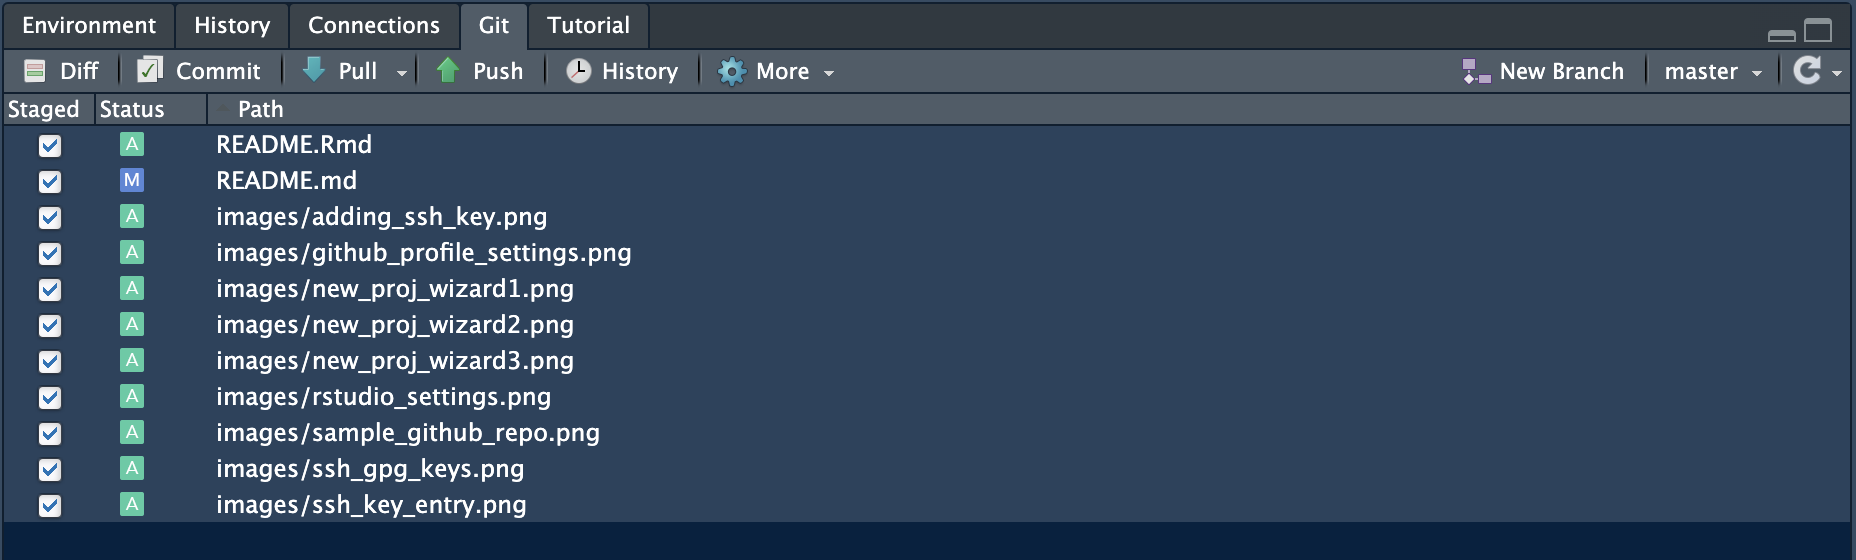 Environment History Connections Git Tutorial
Diff Commit Pull Push History More New Branch master
Staged Status Path
A README.Rmd
M README.md
A images/adding_ssh_key.png
A images/github_profile_settings.png
A images/new_proj_wizard1.png
A images/new_proj_wizard2.png
A images/new_proj_wizard3.png
A images/rstudio_settings.png
A images/sample_github_repo.png
A images/ssh_gpg_keys.png
A images/ssh_key_entry.png